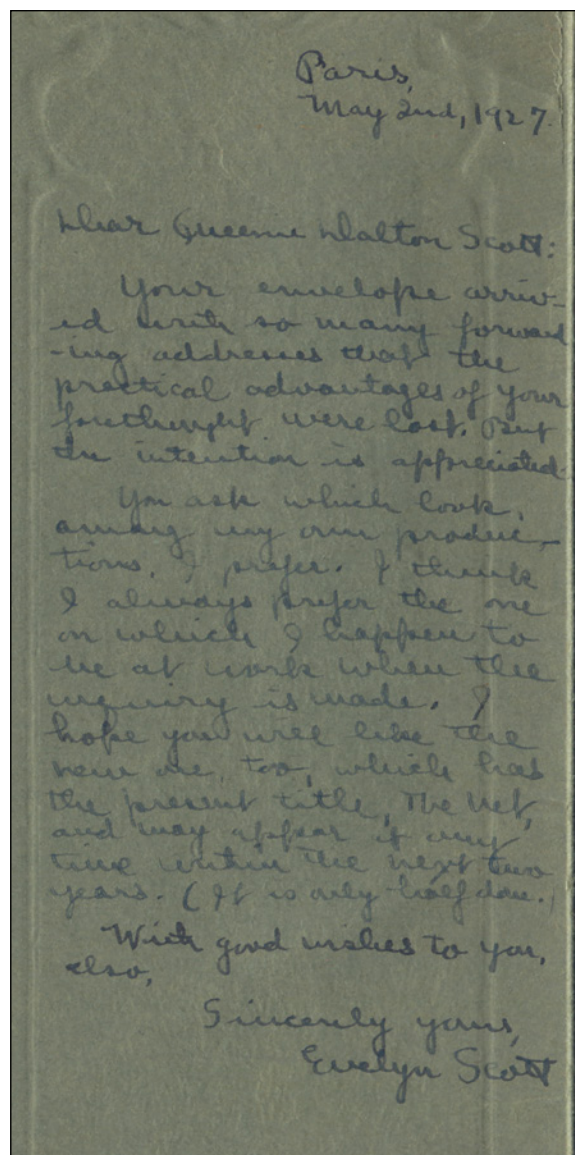 Paris,
May 2nd, 1927.
Dear Queenie Dalton Scott:
Your envelope arriv-
ed with so many forward
-ing addresses that the
practical advantages of your
forethought were lost. But
the intention is appreciated.
You ask which book,
among my own produc-
tions, I prefer. I think
I always prefer the one
on which I happen to
be at work when the
inquiry is made. I
hope you will like the
new one, too, which has
the present title, The Net,
and may appear at any
time within the next two
years. (It is only half done.)
With good wishes to you,
also,
Sincerely yours,
Evelyn Scott